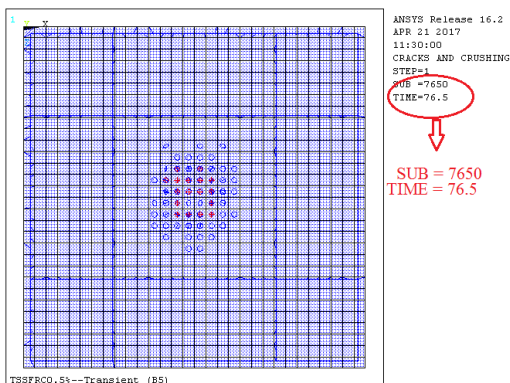 1
X
ANSYS Release 16.2
APR 21 2017
11:30:00
CRACKS AND CRUSHING
STEP=1
SUB =7650
TIME=76.5
SUB = 7650
TIME = 76.5
TSSFRC0.5%--Transient (B5)